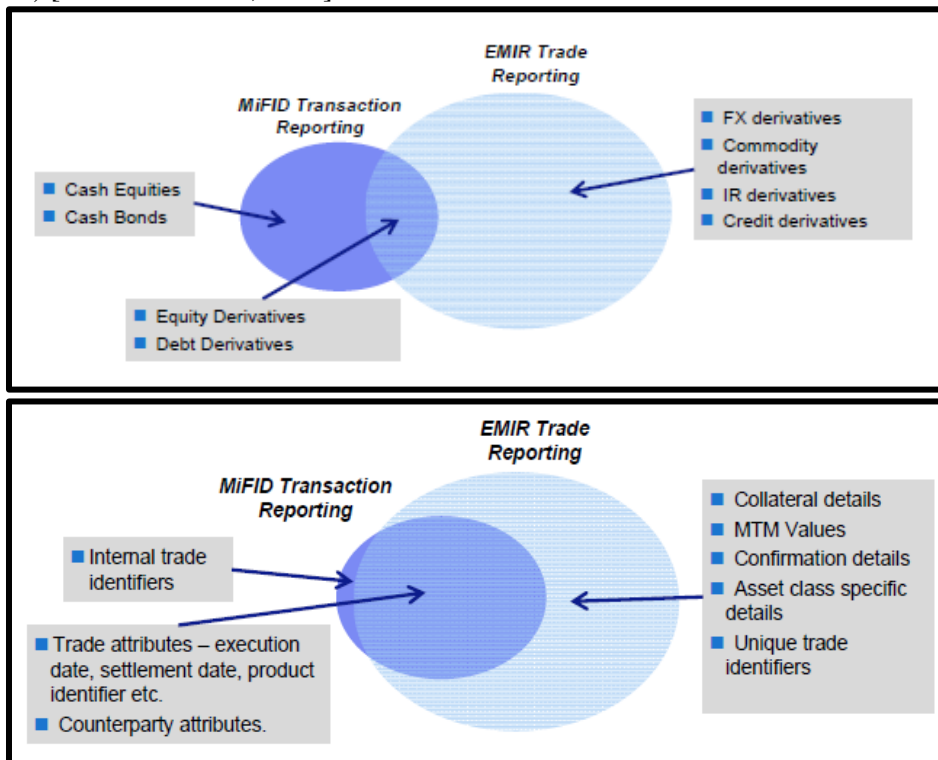 EMIR Trade
Reporting
MiFID Transaction
Reporting
FX derivatives
Commodity
derivatives
IR derivatives
Credit derivatives
Cash Equities
Cash Bonds
Equity Derivatives
Debt Derivatives
EMIR Trade
Reporting
MiFID Transaction
Reporting
Collateral details
MTM Values
Confirmation details
Asset class specific
details
Unique trade
identifiers
Internal trade
identifiers
Trade attributes – execution
date, settlement date, product
identifier etc.
Counterparty attributes.